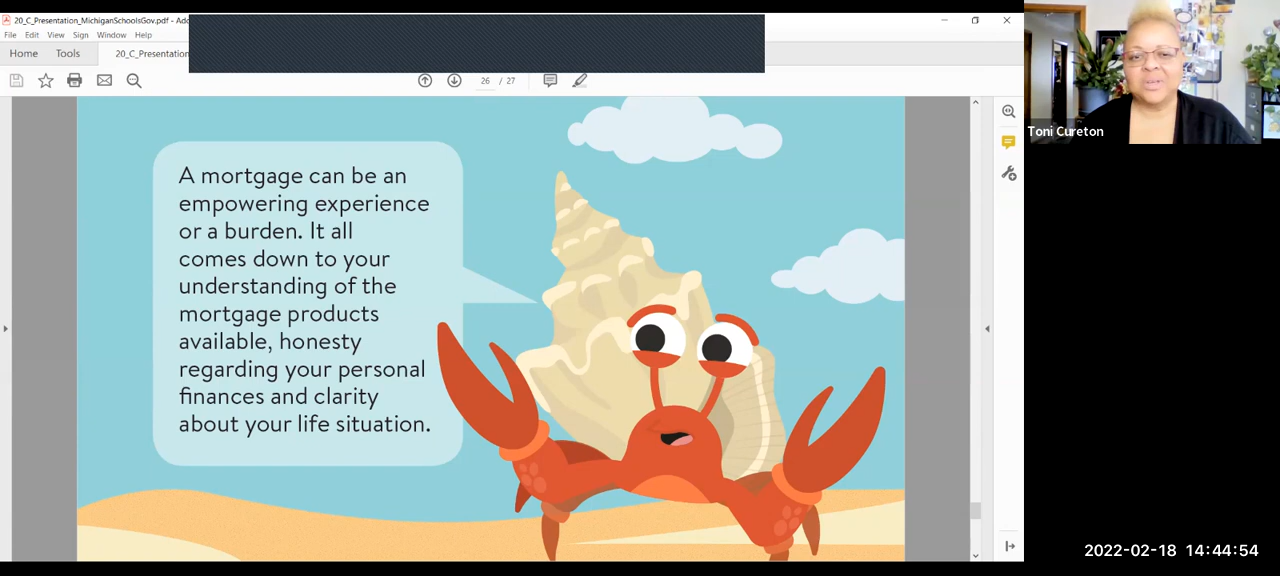 20_C_Presentation_MichiganSchoolsGov.pdf - Ado
File Edit View Sign Window Help
Home Tools 20_C_Presentation
26 / 27
A mortgage can be an
empowering experience
or a burden. It all
comes down to your
understanding of the
mortgage products
available, honesty
regarding your personal
finances and clarity
about your life situation.
Toni Cureton
2022-02-18 14:44:54